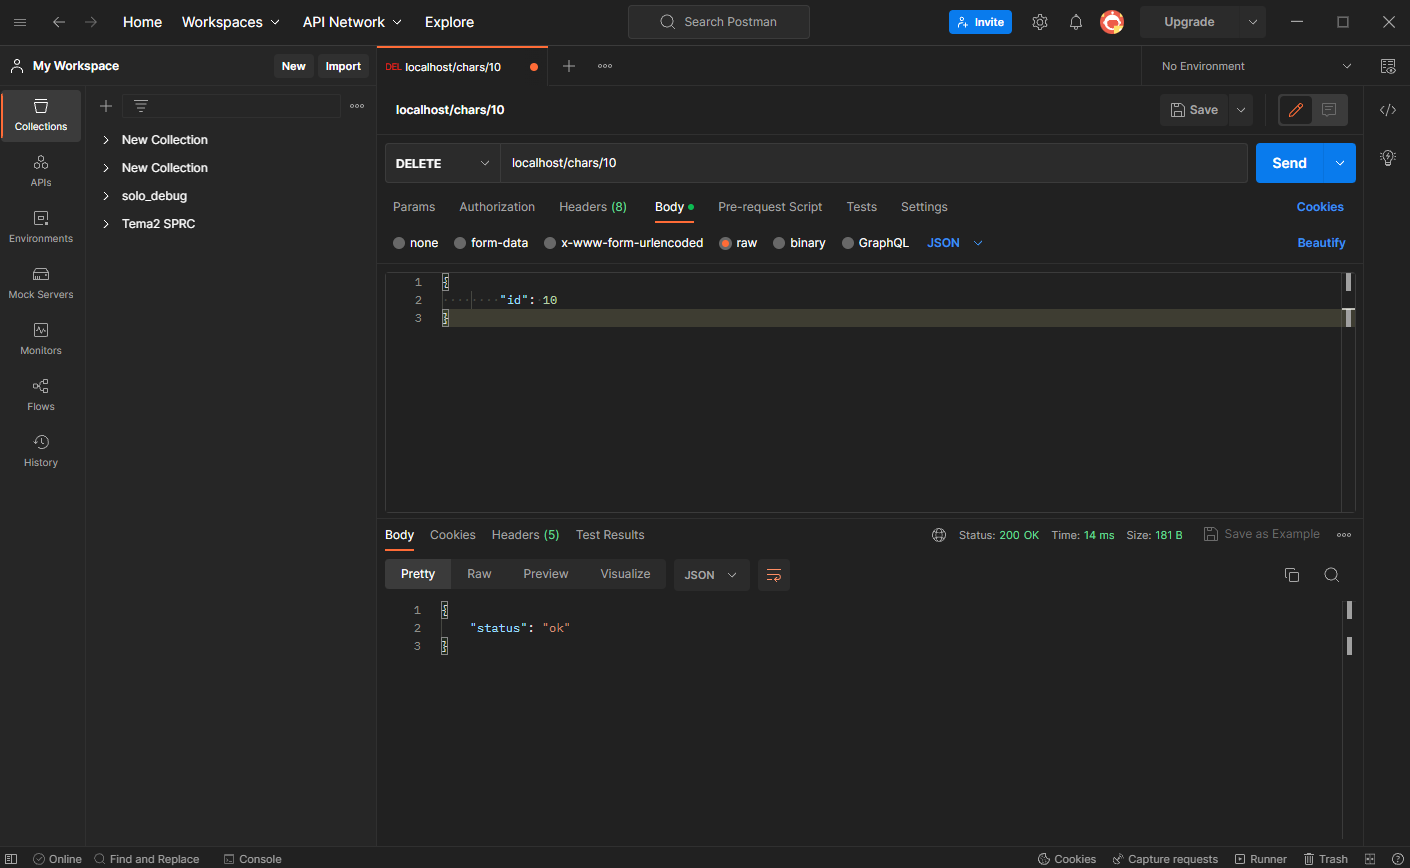 Home Workspaces API Network Explore Search Postman Invite Upgrade
My Workspace New Import DEL localhost/chars/10 No Environment
Collections
APIs
Environments
Mock Servers
Monitors
Flows
History
New Collection
New Collection
solo_debug
Tema2 SPRC
localhost/chars/10 Save
DELETE localhost/chars/10 Send
Params Authorization Headers (8) Body Pre-request Script Tests Settings Cookies
none form-data x-www-form-urlencoded raw binary GraphQL JSON Beautify
1 {
2 "id": 10
3 }
Body Cookies Headers (5) Test Results Status: 200 OK Time: 14 ms Size: 181 B Save as Example
Pretty Raw Preview Visualize JSON
1 {
2 "status": "ok"
3 }
Online Find and Replace Console Cookies Capture requests Runner Trash